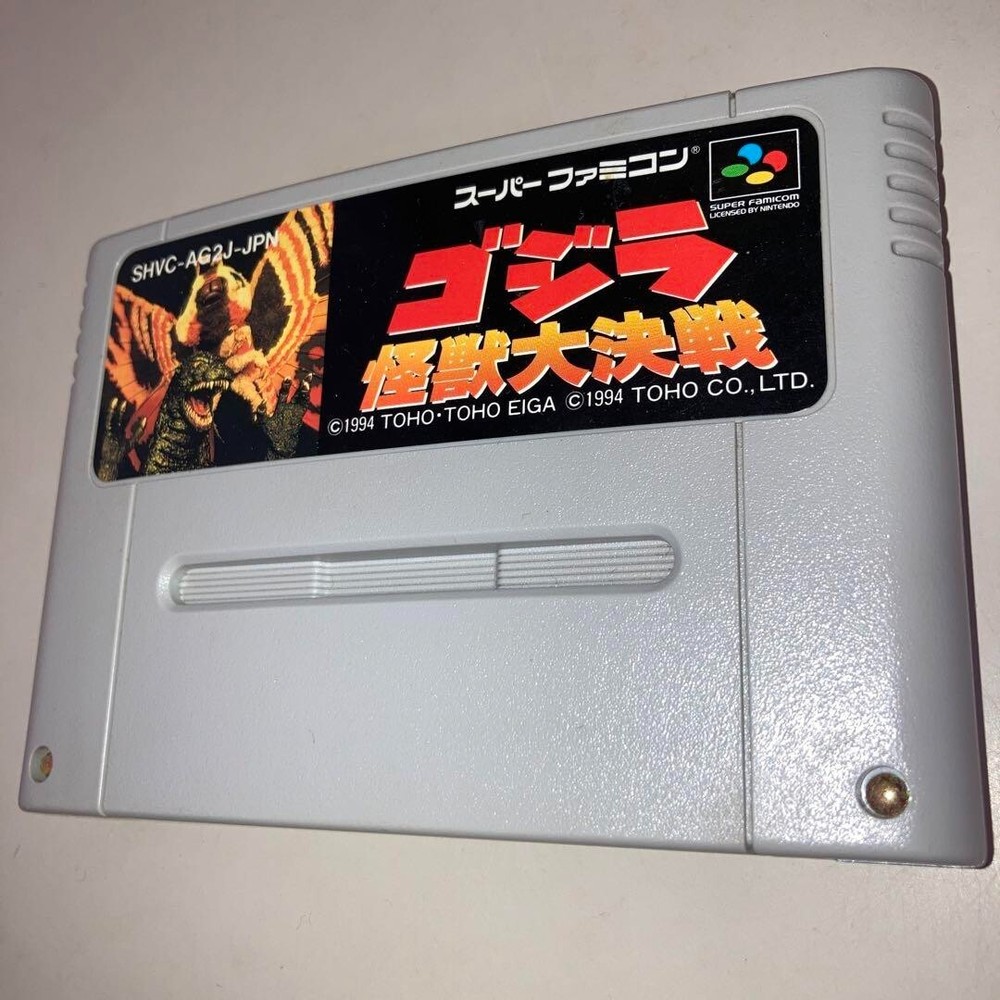 スーパーファミコン®
SUPER FAMICOM
LICENSED BY NINTENDO
SHVC-AG2J-JPN
ゴジラ
怪獣大決戦
©1994 TOHO・TOHO EIGA ©1994 TOHO CO.,LTD.